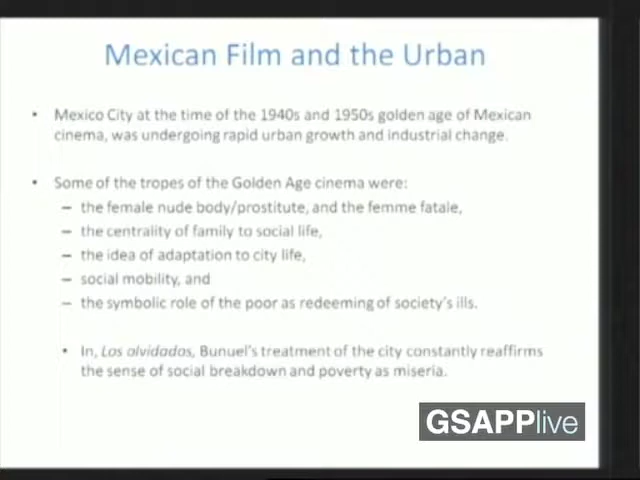 Mexican Film and the Urban
• Mexico City at the time of the 1940s and 1950s golden age of Mexican
cinema, was undergoing rapid urban growth and industrial change.
• Some of the tropes of the Golden Age cinema were:
– the female nude body/prostitute, and the femme fatale,
– the centrality of family to social life,
– the idea of adaptation to city life,
– social mobility, and
– the symbolic role of the poor as redeeming of society's ills.
• In, Los olvidados, Bunuel's treatment of the city constantly reaffirms
the sense of social breakdown and poverty as miseria.
GSAPPlive